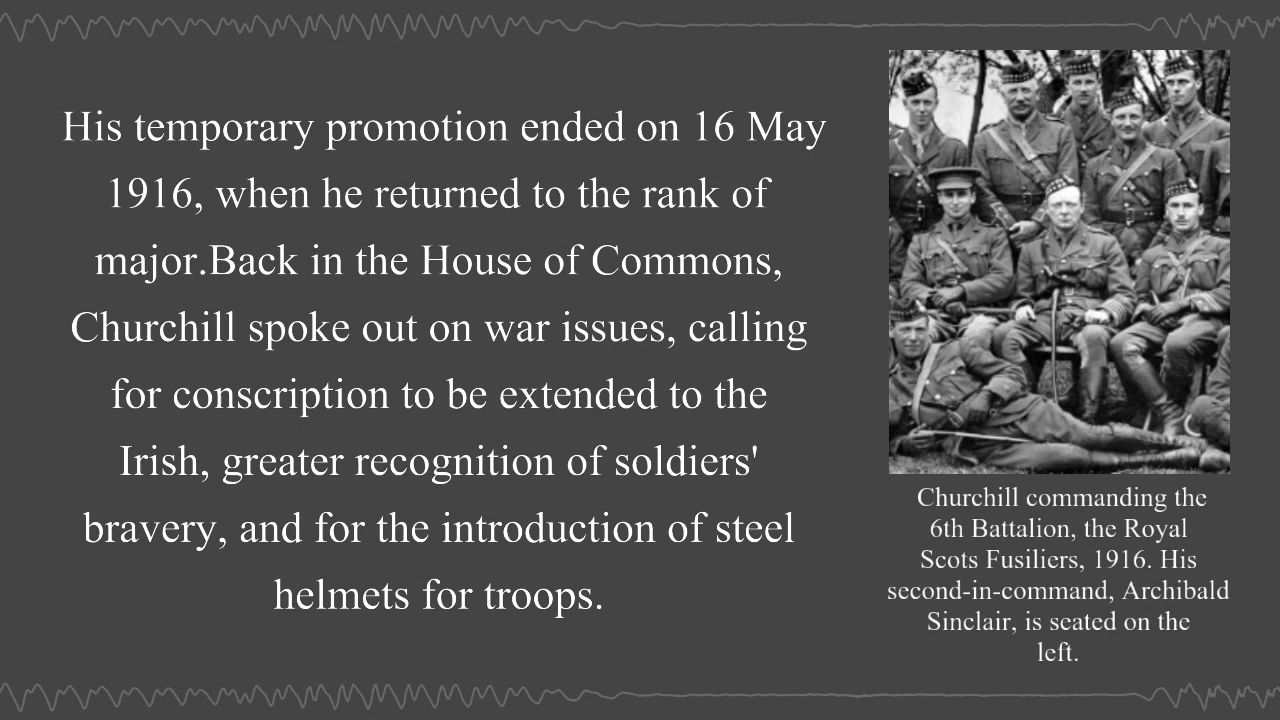 His temporary promotion ended on 16 May
1916, when he returned to the rank of
major.Back in the House of Commons,
Churchill spoke out on war issues, calling
for conscription to be extended to the
Irish, greater recognition of soldiers'
bravery, and for the introduction of steel
helmets for troops.
Churchill commanding the
6th Battalion, the Royal
Scots Fusiliers, 1916. His
second-in-command, Archibald
Sinclair, is seated on the
left.